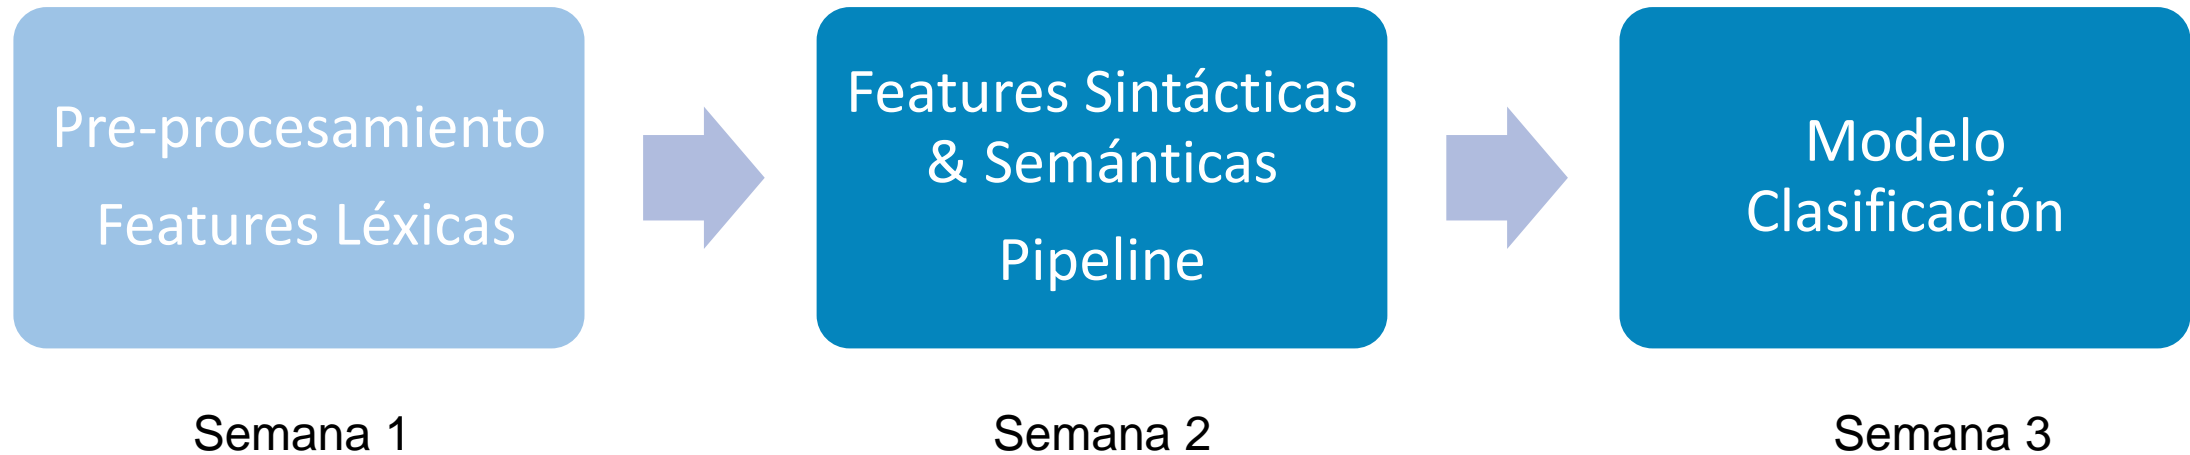 Pre-procesamiento
Features Léxicas
Features Sintácticas
& Semánticas
Pipeline
Modelo
Clasificación
Semana 1
Semana 2
Semana 3